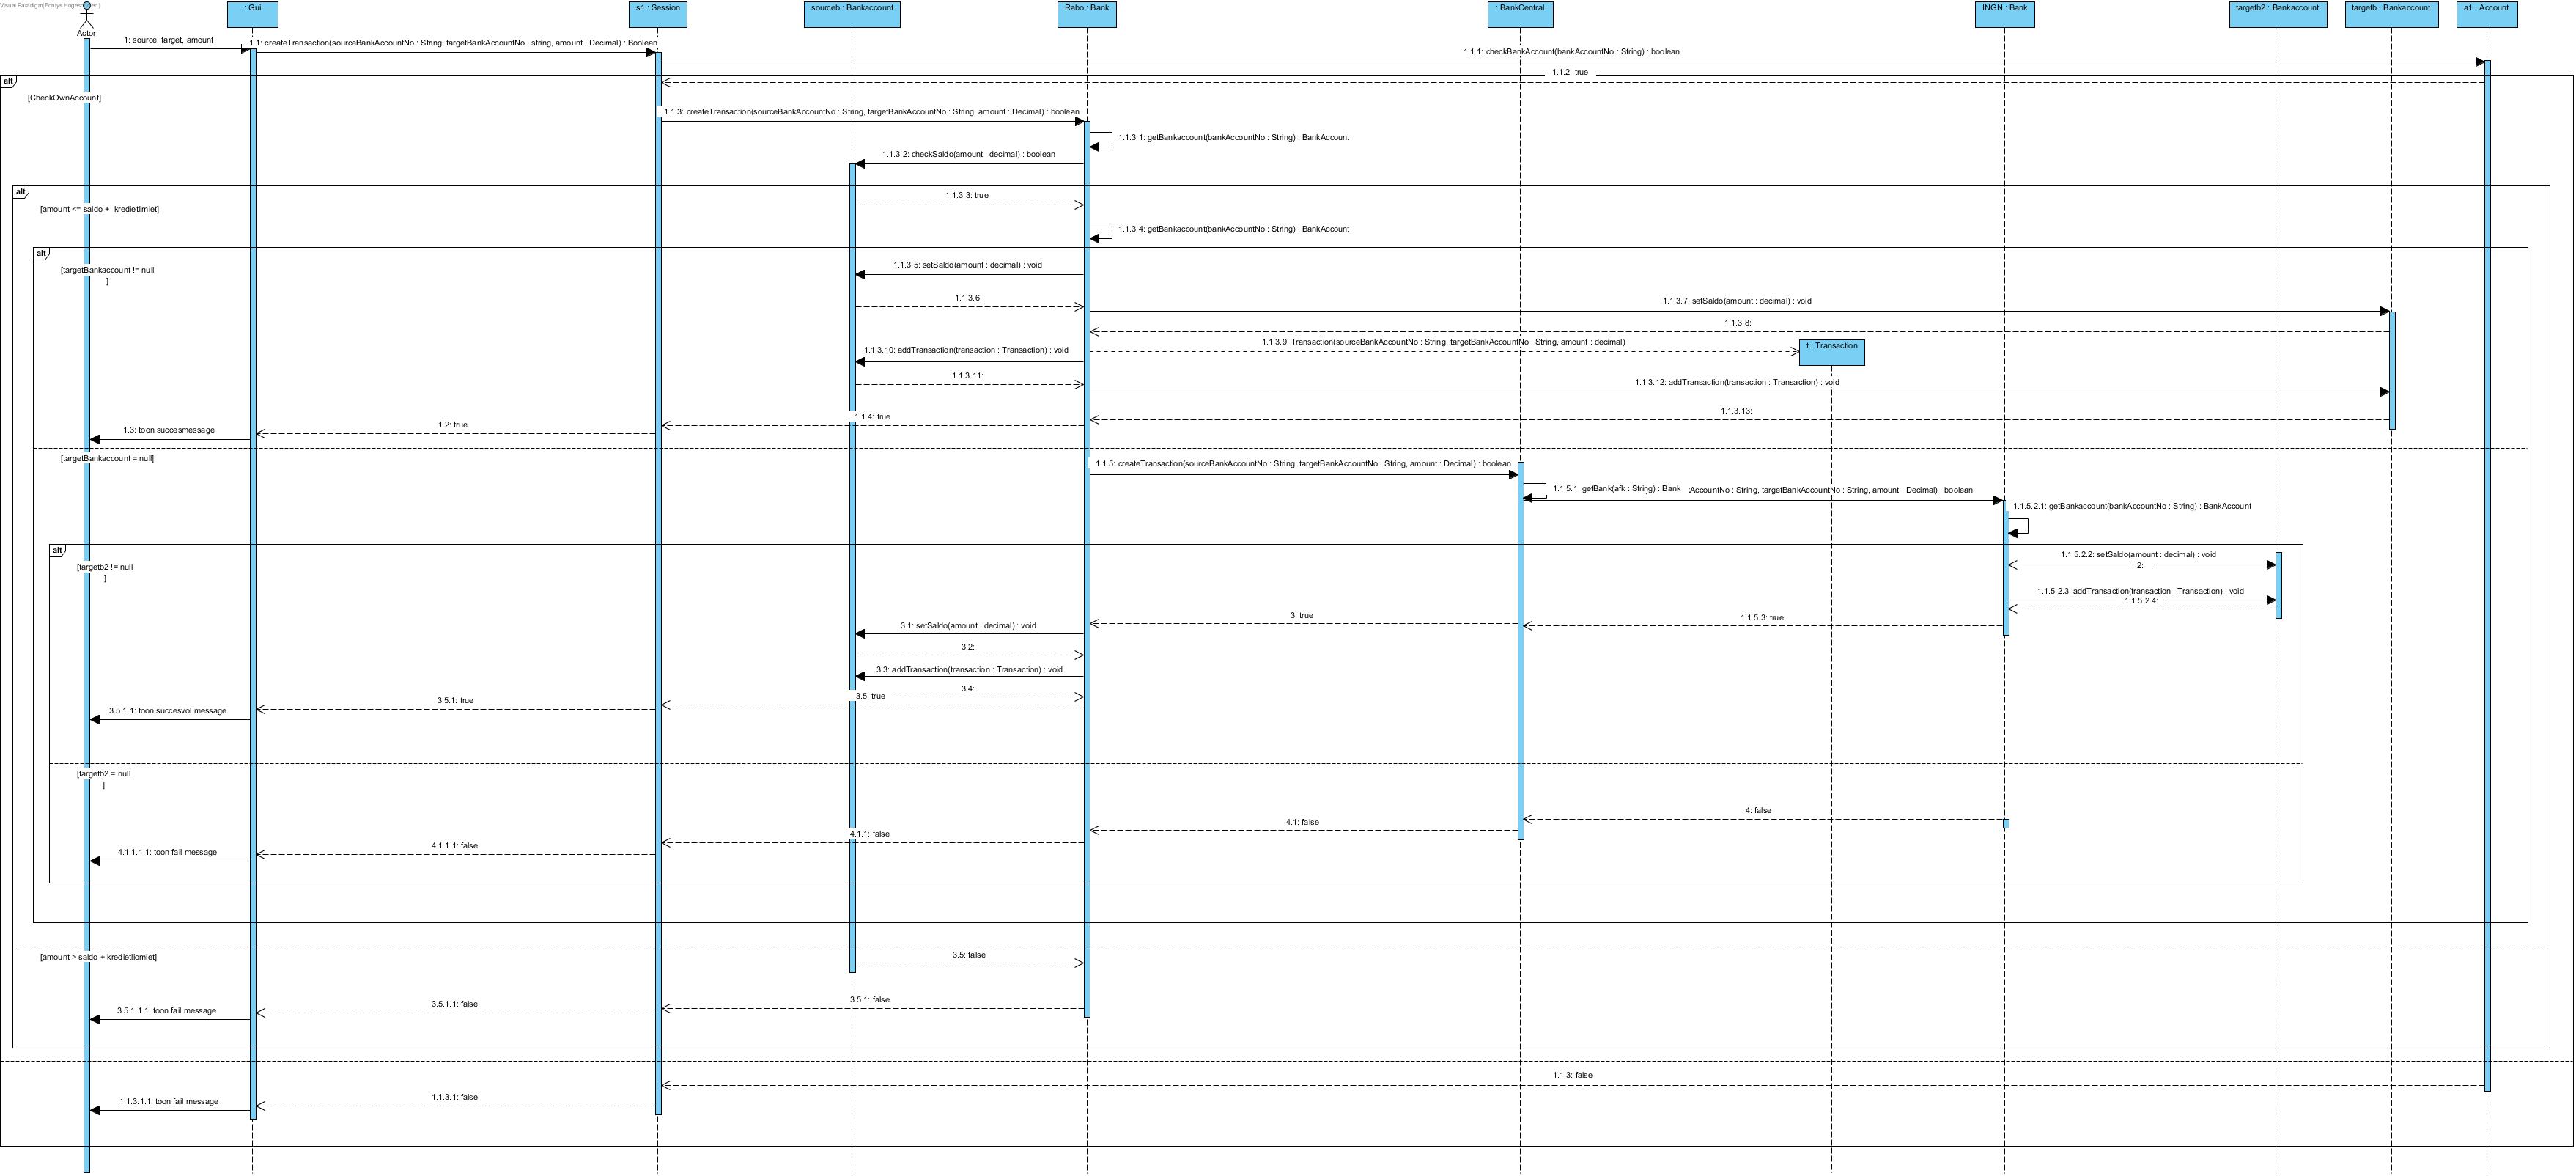 Visual Paradigm(Fontys Hogescholen)
Actor
: Gui
s1 : Session
sourceb : Bankaccount
Rabo : Bank
: BankCentral
INGN : Bank
targetb2 : Bankaccount
targetb : Bankaccount
a1 : Account
1: source, target, amount
1.1: createTransaction(sourceBankAccountNo : String, targetBankAccountNo : string, amount : Decimal) : Boolean
1.1.1: checkBankAccount(bankAccountNo : String) : boolean
1.1.2: true
alt
[CheckOwnAccount]
1.1.3: createTransaction(sourceBankAccountNo : String, targetBankAccountNo : String, amount : Decimal) : boolean
1.1.3.1: getBankaccount(bankAccountNo : String) : BankAccount
1.1.3.2: checkSaldo(amount : decimal) : boolean
alt
1.1.3.3: true
[amount <= saldo + kredietlimiet]
1.1.3.4: getBankaccount(bankAccountNo : String) : BankAccount
alt
[targetBankaccount != null
]
1.1.3.5: setSaldo(amount : decimal) : void
1.1.3.6:
1.1.3.7: setSaldo(amount : decimal) : void
1.1.3.8:
1.1.3.9: Transaction(sourceBankAccountNo : String, targetBankAccountNo : String, amount : decimal)
t : Transaction
1.1.3.10: addTransaction(transaction : Transaction) : void
1.1.3.11:
1.1.3.12: addTransaction(transaction : Transaction) : void
1.1.3.13:
1.1.4: true
1.2: true
1.3: toon succesmessage
[targetBankaccount = null]
1.1.5: createTransaction(sourceBankAccountNo : String, targetBankAccountNo : String, amount : Decimal) : boolean
1.1.5.1: getBank(afk : String) : Bank
AccountNo : String, targetBankAccountNo : String, amount : Decimal) : boolean
1.1.5.2.1: getBankaccount(bankAccountNo : String) : BankAccount
alt
[targetb2 != null
]
1.1.5.2.2: setSaldo(amount : decimal) : void
2:
1.1.5.2.3: addTransaction(transaction : Transaction) : void
1.1.5.2.4:
1.1.5.3: true
3: true
3.1: setSaldo(amount : decimal) : void
3.2:
3.3: addTransaction(transaction : Transaction) : void
3.4:
3.5: true
3.5.1: true
3.5.1.1: toon succesvol message
[targetb2 = null
]
4: false
4.1: false
4.1.1: false
4.1.1.1: false
4.1.1.1.1: toon fail message
[amount > saldo + kredietliomiet]
3.5: false
3.5.1: false
3.5.1.1: false
3.5.1.1.1: toon fail message
1.1.3: false
1.1.3.1: false
1.1.3.1.1: toon fail message